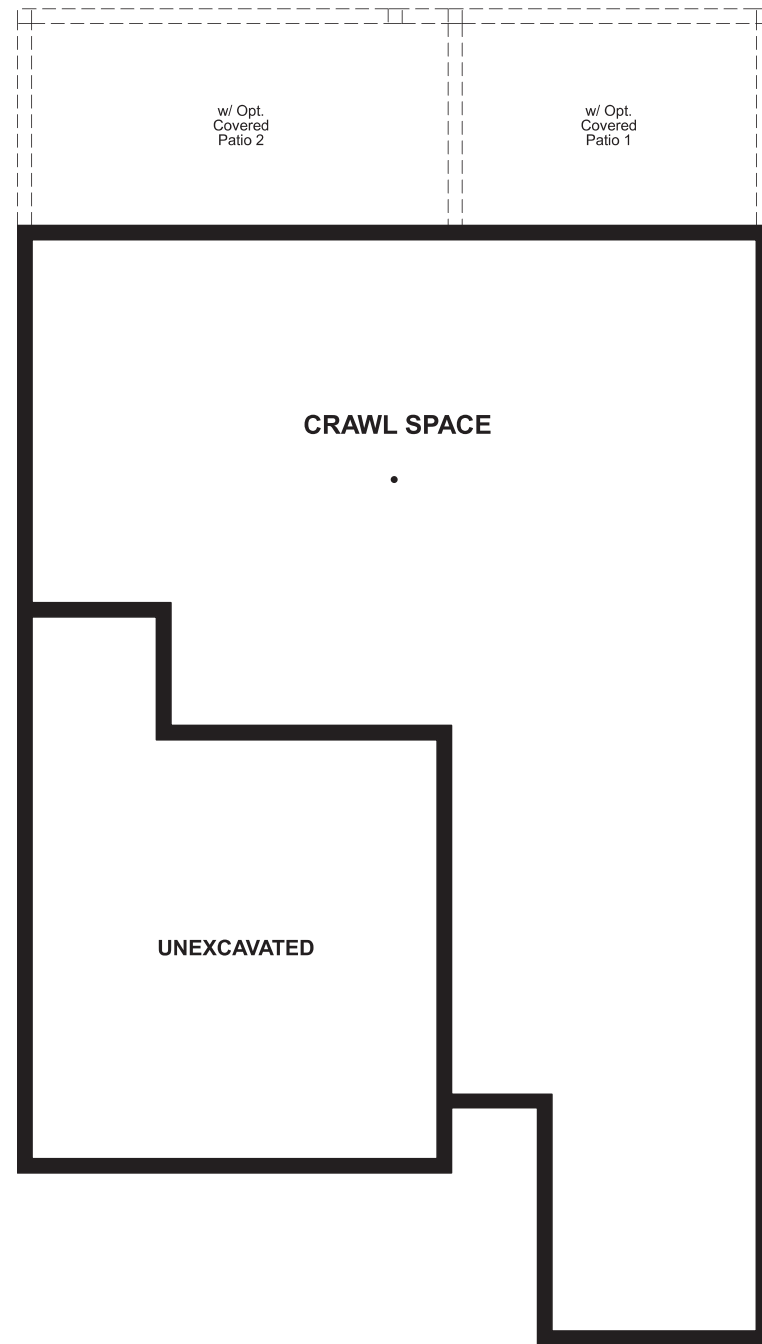 w/ Opt.
Covered
Patio 2
w/ Opt.
Covered
Patio 1
CRAWL SPACE
UNEXCAVATED